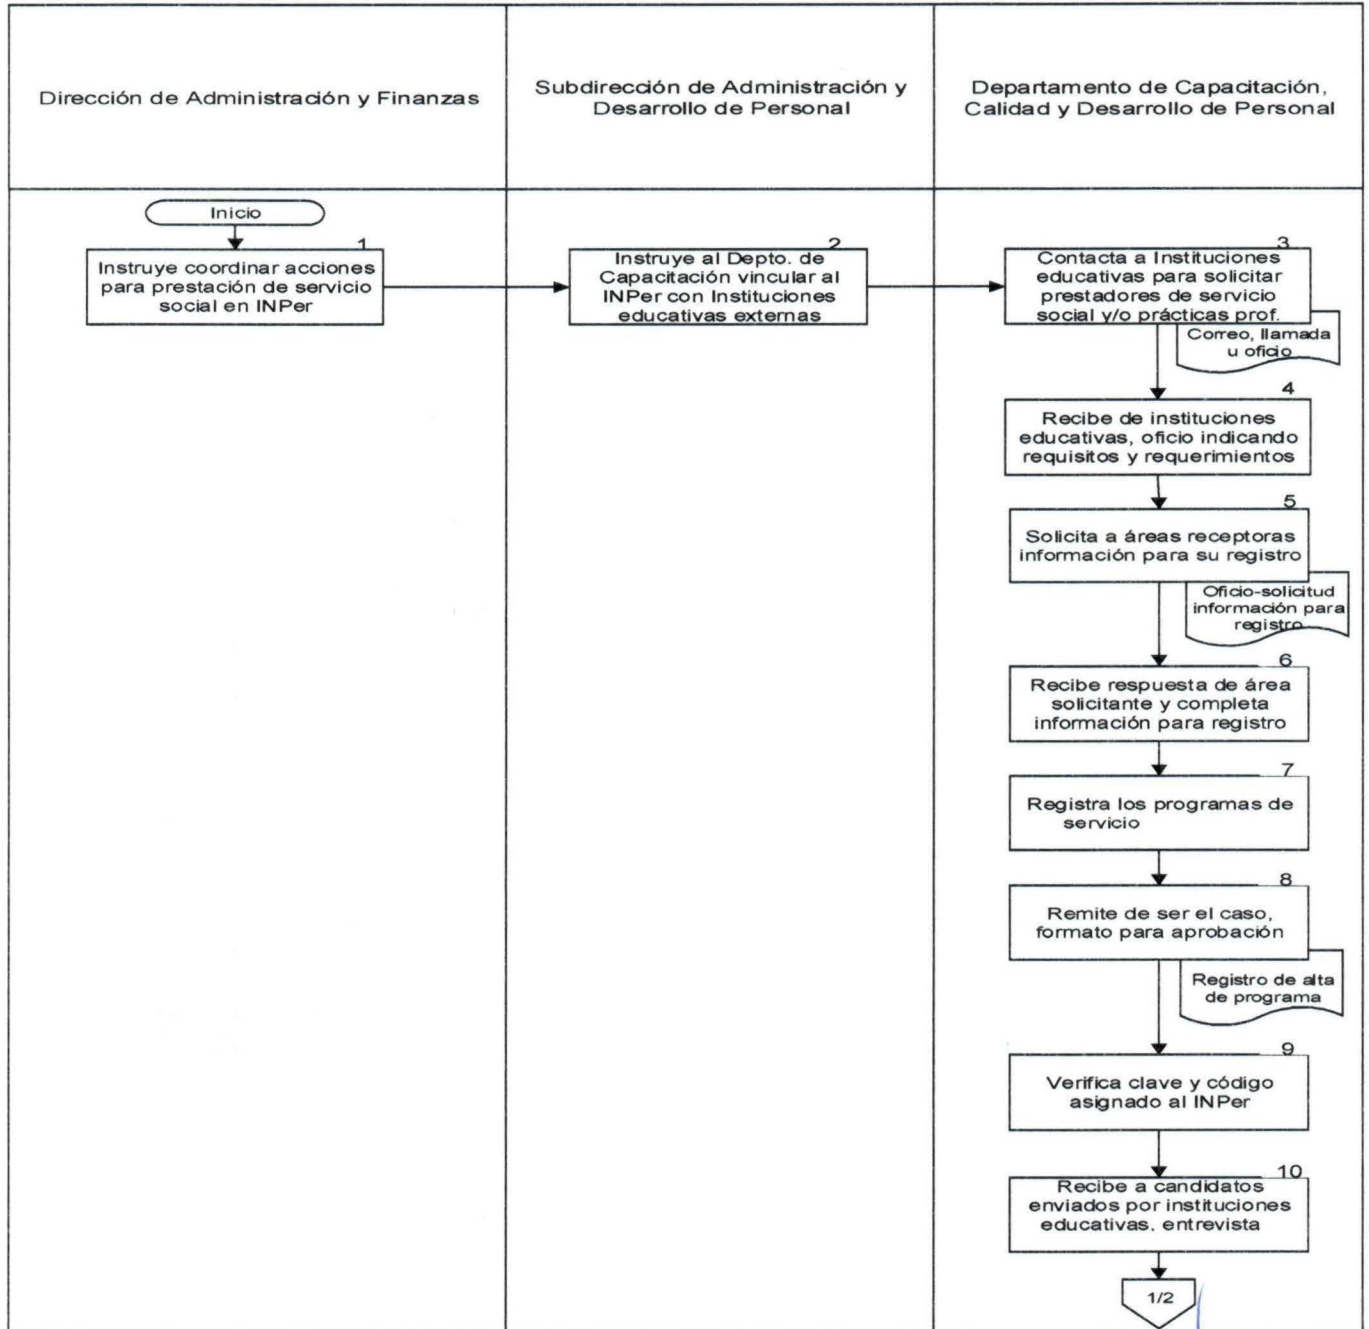 Dirección de Administración y Finanzas
Subdirección de Administración y
Desarrollo de Personal
Departamento de Capacitación,
Calidad y Desarrollo de Personal
Inicio
1
Instruye coordinar acciones
para prestación de servicio
social en INPer
2
Instruye al Depto. de
Capacitación vincular al
INPer con Instituciones
educativas externas
3
Contacta a Instituciones
educativas para solicitar
prestadores de servicio
social y/o prácticas prof.
Correo, llamada
u oficio
4
Recibe de instituciones
educativas, oficio indicando
requisitos y requerimientos
5
Solicita a áreas receptoras
información para su registro
Oficio-solicitud
información para
registro
6
Recibe respuesta de área
solicitante y completa
información para registro
7
Registra los programas de
servicio
8
Remite de ser el caso,
formato para aprobación
Registro de alta
de programa
9
Verifica clave y código
asignado al INPer
10
Recibe a candidatos
enviados por instituciones
educativas, entrevista
1/2